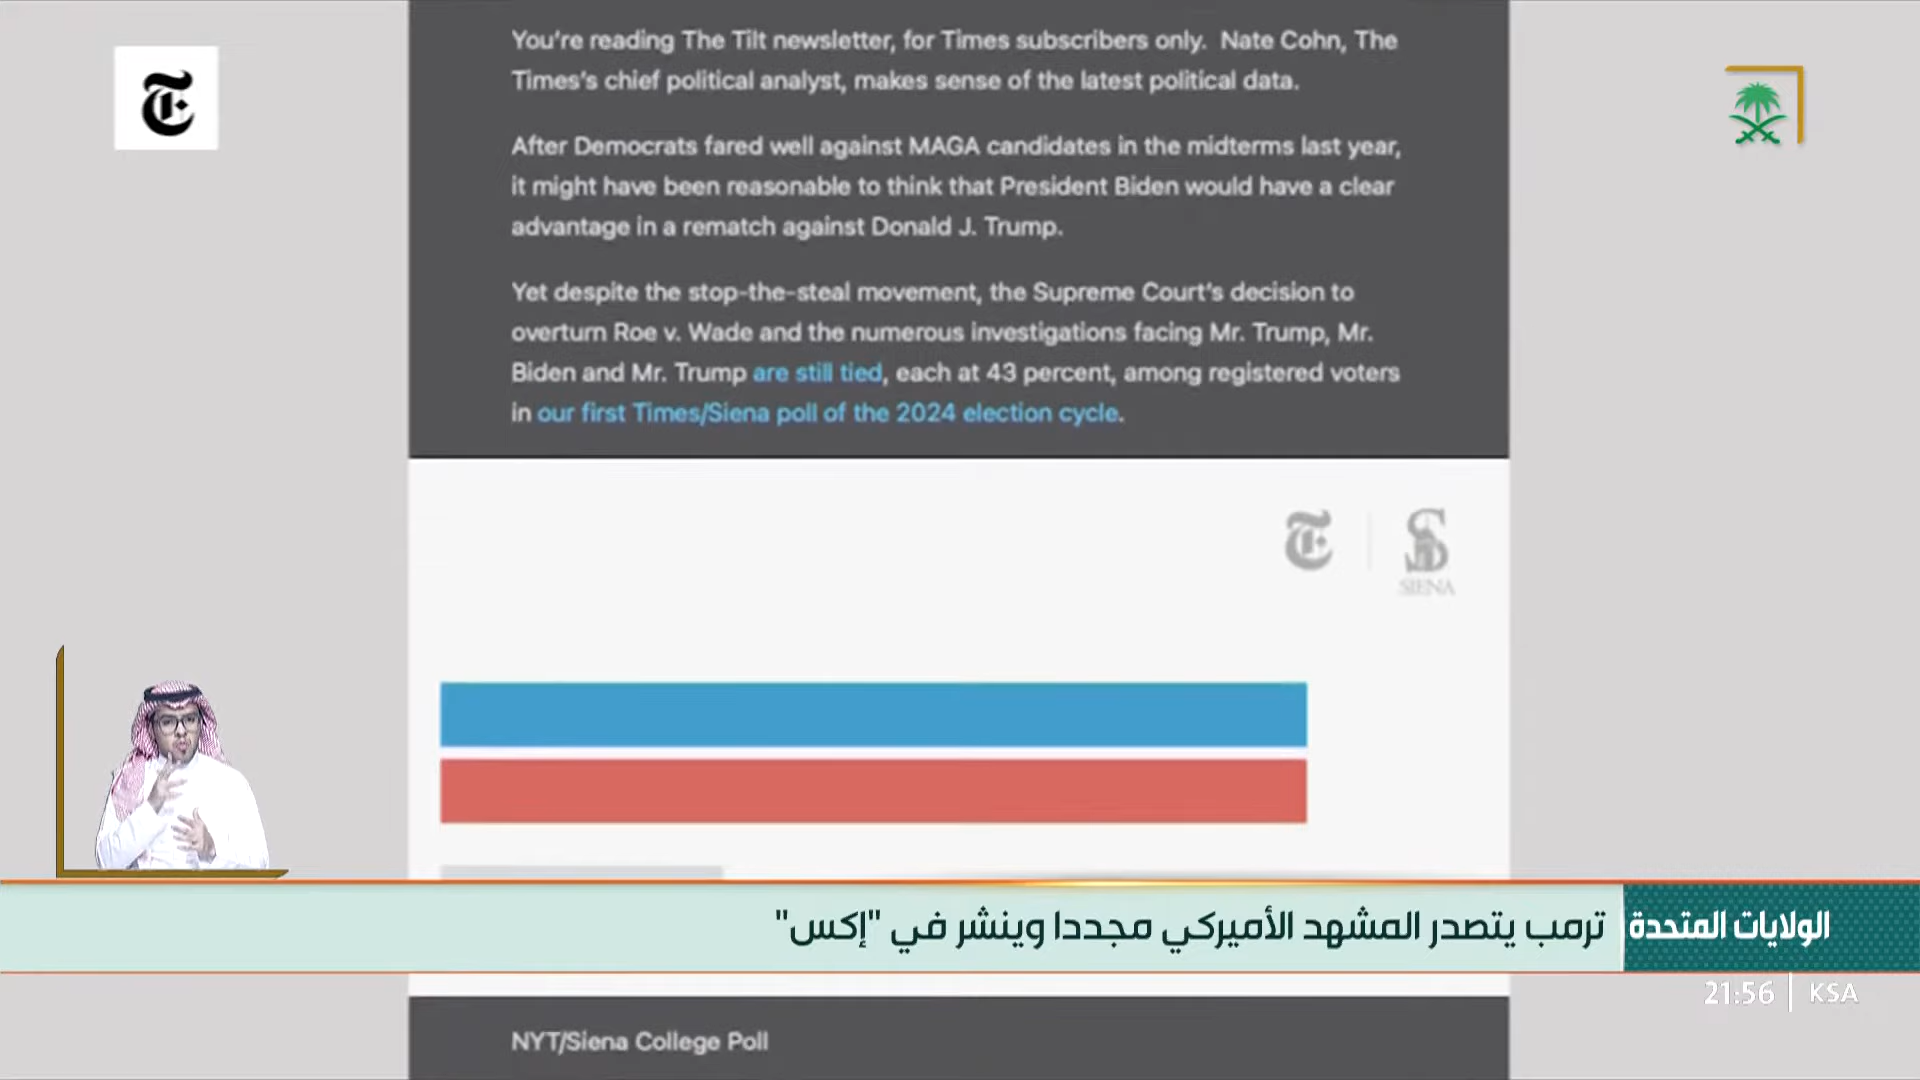 You're reading The Tilt newsletter, for Times subscribers only. Nate Cohn, The
Times's chief political analyst, makes sense of the latest political data.
After Democrats fared well against MAGA candidates in the midterms last year,
it might have been reasonable to think that President Biden would have a clear
advantage in a rematch against Donald J. Trump.
Yet despite the stop-the-steal movement, the Supreme Court's decision to
overturn Roe v. Wade and the numerous investigations facing Mr. Trump, Mr.
Biden and Mr. Trump are still tied, each at 43 percent, among registered voters
in our first Times/Siena poll of the 2024 election cycle.
SIENA
الولايات المتحدة
ترمب يتصدر المشهد الأميركي مجددا وينشر في "إكس"
21:56 | KSA
NYT/Siena College Poll